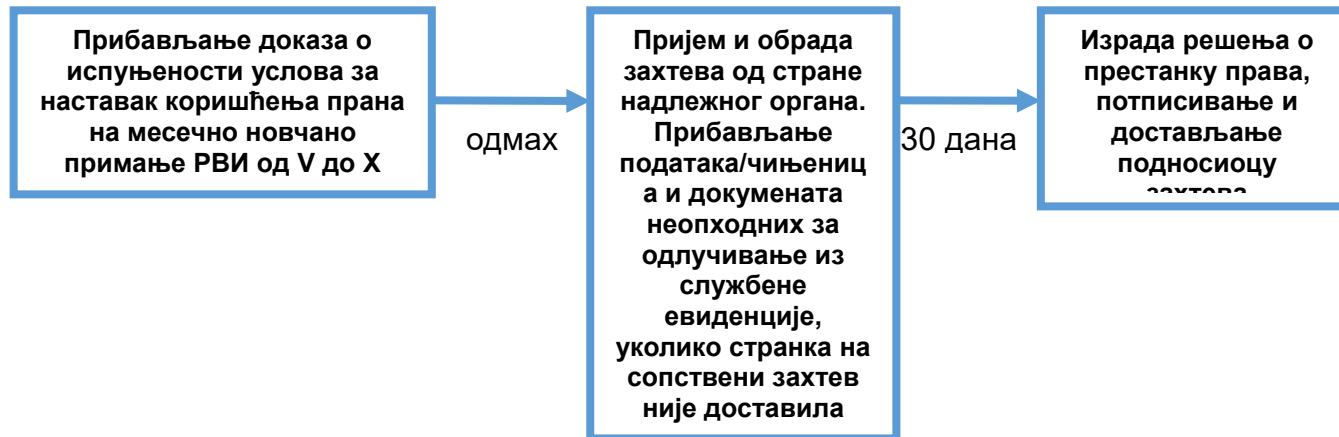 Прибављање доказа о
испуњености услова за
наставак коришћења прана
на месечно новчано
примање РВИ од V до X
одмах
Пријем и обрада
захтева од стране
надлежног органа.
Прибављање
података/чињениц
а и докумената
неопходних за
одлучивање из
службене
евиденције,
уколико странка на
сопствени захтев
није доставила
30 дана
Израда решења о
престанку права,
потписивање и
достављање
подносиоцу
захтева